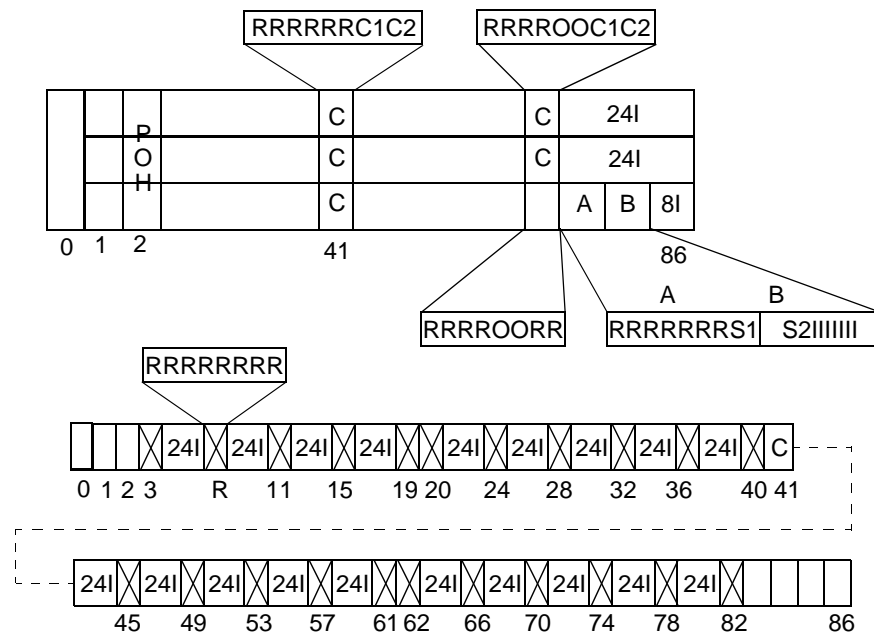 RRRRRRC1C2 RRRROOC1C2
C C 24I
POH
C C 24I
C A B 8I
0 1 2 41 86
A B
RRRROORR RRRRRRRS1 S2IIIIIII
RRRRRRRR
24I 24I 24I 24I 24I 24I 24I 24I 24I C
0 1 2 3 R 11 15 19 20 24 28 32 36 40 41
24I 24I 24I 24I 24I 24I 24I 24I 24I 24I
45 49 53 57 61 62 66 70 74 78 82 86